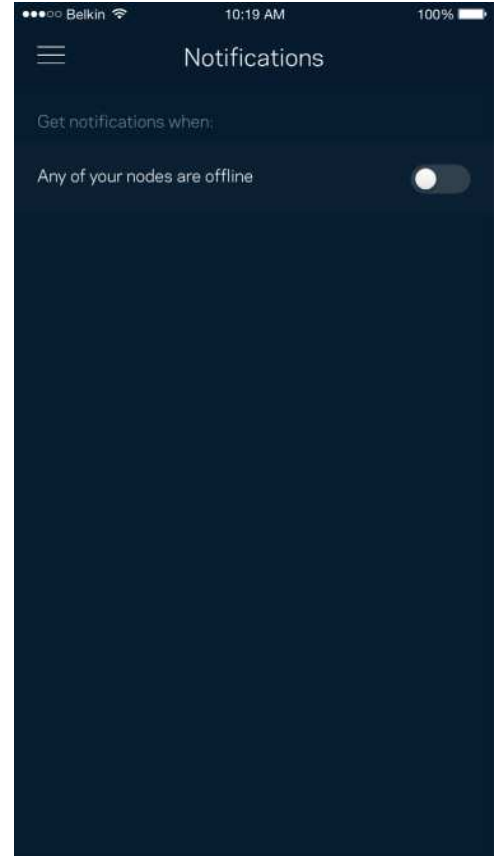 Belkin 10:19 AM 100%
Notifications
Get notifications when:
Any of your nodes are offline